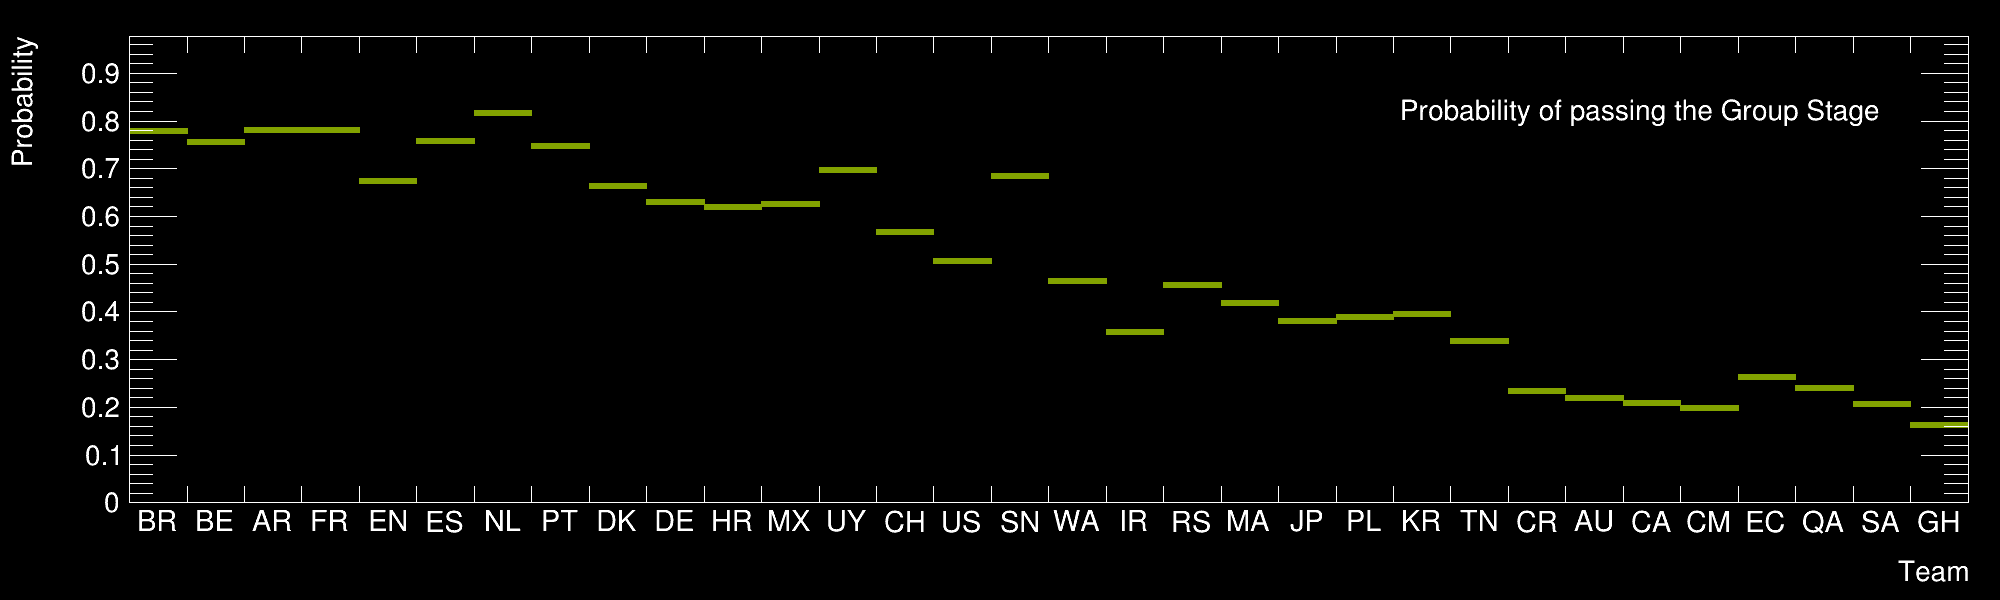 Probability
Probability of passing the Group Stage
0.9
0.8
0.7
0.6
0.5
0.4
0.3
0.2
0.1
0
BR BE AR FR EN ES NL PT DK DE HR MX UY CH US SN WA IR RS MA JP PL KR TN CR AU CA CM EC QA SA GH
Team